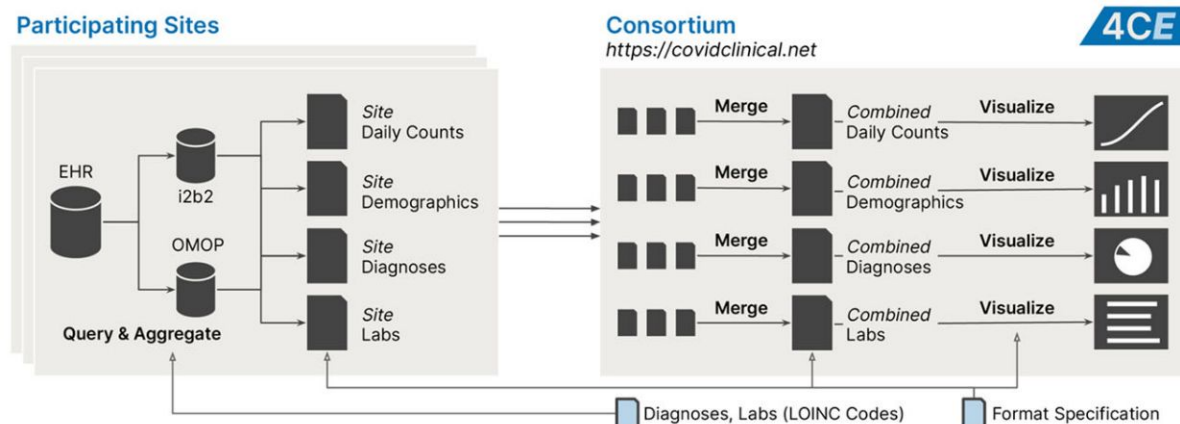 Participating Sites
Consortium
https://covidclinical.net
4CE
EHR
i2b2
OMOP
Query & Aggregate
Site
Daily Counts
Site
Demographics
Site
Diagnoses
Site
Labs
Merge
Combined
Daily Counts
Visualize
Merge
Combined
Demographics
Visualize
Merge
Combined
Diagnoses
Visualize
Merge
Combined
Labs
Visualize
Diagnoses, Labs (LOINC Codes)
Format Specification